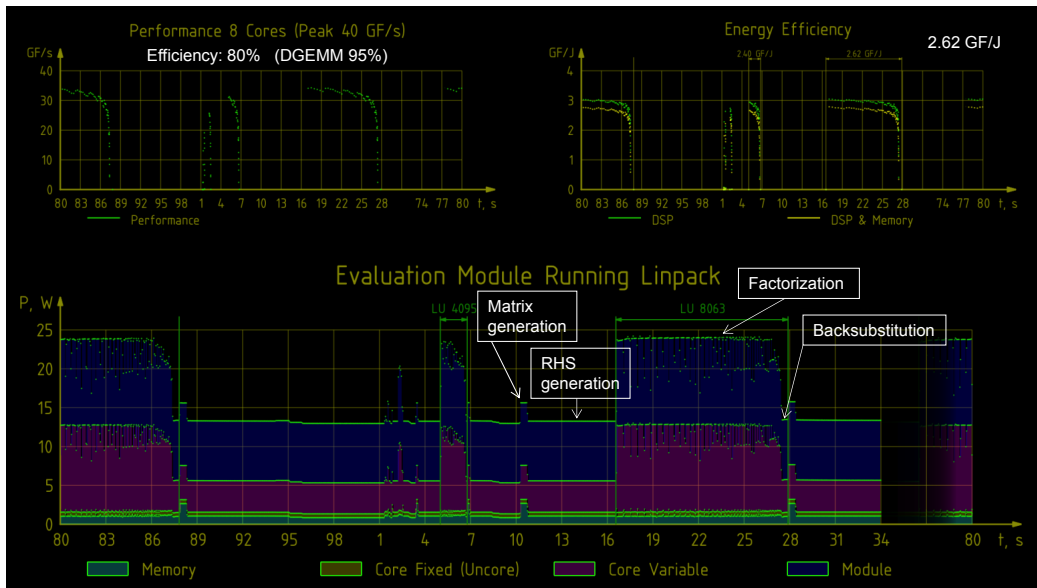 Performance 8 Cores (Peak 40 GF/s)
Efficiency: 80% (DGEMM 95%)
GF/s
40
30
20
10
0
80 83 86 89 92 95 98 1 4 7 10 13 16 19 22 25 28 74 77 80 t, s
Performance
Energy Efficiency
2.62 GF/J
GF/J
2.40 GF/J 2.62 GF/J
4
3
2
1
0
80 83 86 89 92 95 98 1 4 7 10 13 16 19 22 25 28 74 77 80 t, s
DSP DSP & Memory
Evaluation Module Running Linpack
P, W
LU 4095
LU 8063
Matrix
generation
RHS
generation
Factorization
Backsubstitution
25
20
15
10
5
0
80 83 86 89 92 95 98 1 4 7 10 13 16 19 22 25 28 31 34 80 t, s
Memory Core Fixed (Uncore) Core Variable Module